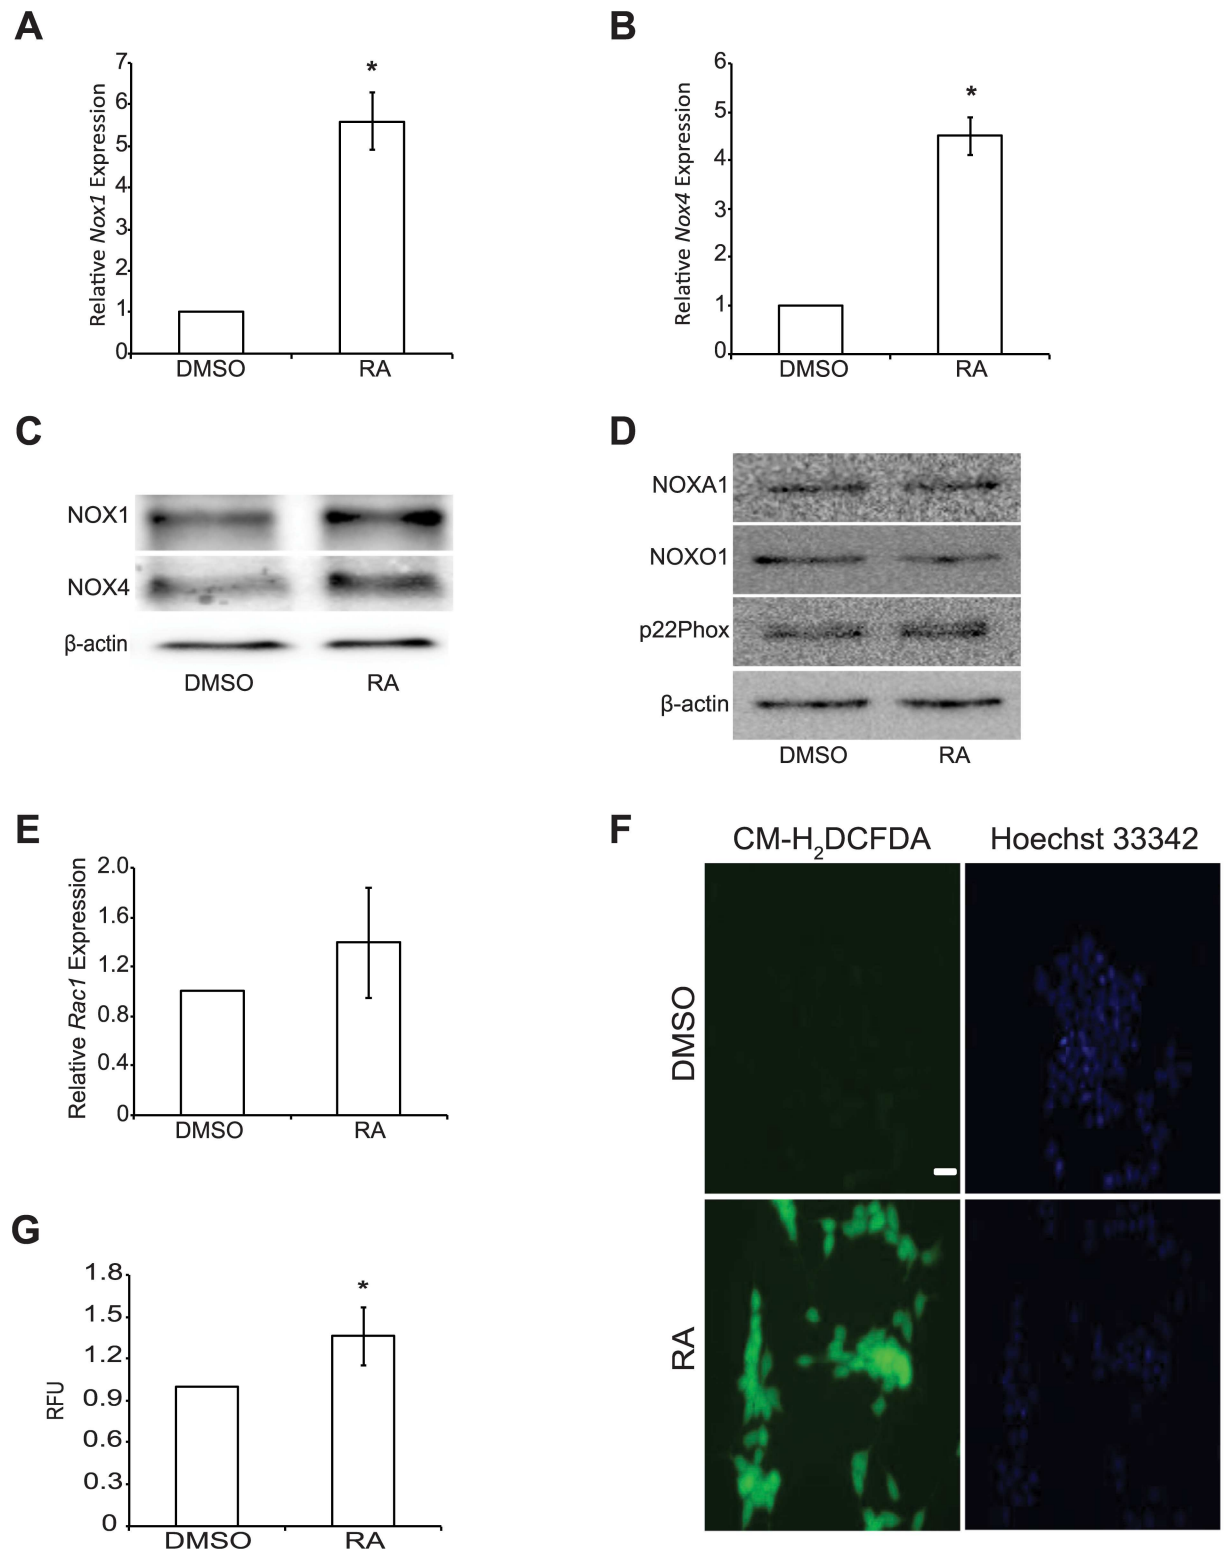 A
Relative Nox1 Expression
7
6
5
4
3
2
1
0
*
DMSO
RA
B
Relative Nox4 Expression
6
5
4
3
2
1
0
*
DMSO
RA
C
NOX1
NOX4
β-actin
DMSO
RA
D
NOXA1
NOXO1
p22Phox
β-actin
DMSO
RA
E
Relative Rac1 Expression
2.0
1.6
1.2
0.8
0.4
0
DMSO
RA
F
CM-H₂DCFDA
Hoechst 33342
DMSO
RA
G
RFU
1.8
1.5
1.2
0.9
0.6
0.3
0
*
DMSO
RA